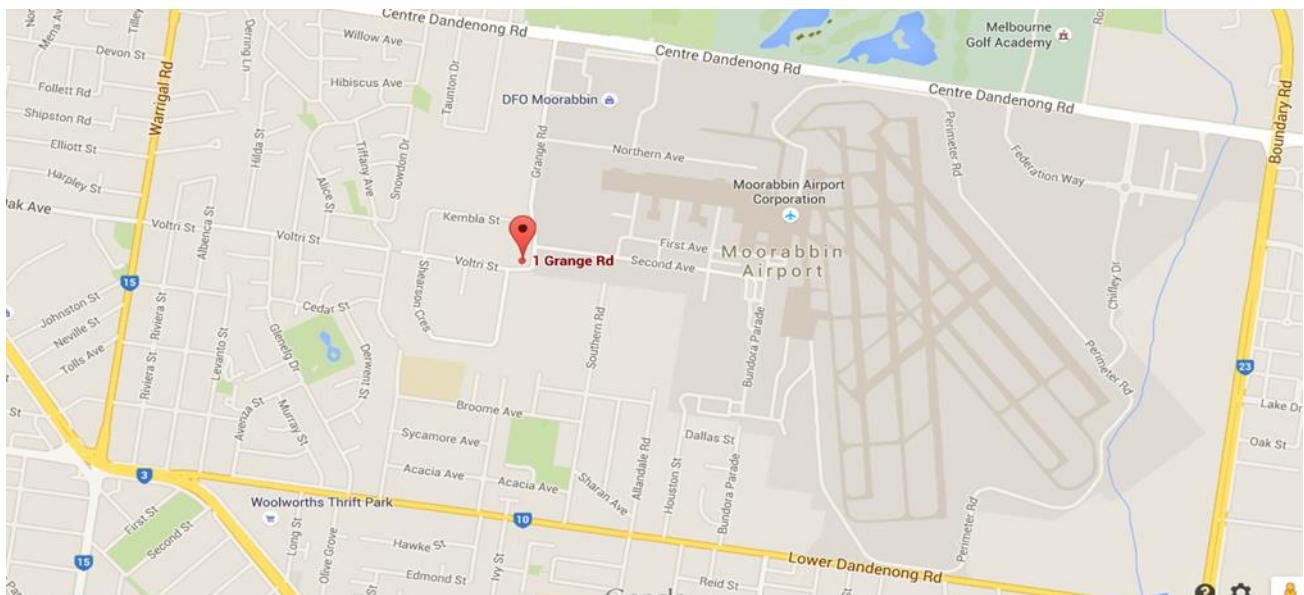 Centre Dandenong Rd
Willow Ave
Mena Ave
Tilley
Derring Ln
Devon St
Warrigal Rd
Follett Rd
Hibiscus Ave
Taunton Dr
DFO Moorabbin
Centre Dandenong Rd
Melbourne
Golf Academy
Centre Dandenong Rd
Boundary Rd
Shipston Rd
Elliott St
Hilda St
Tiffany Ave
Snowdon Dr
Grange Rd
Northern Ave
Perimeter Rd
Federation Way
Harpley St
Alice St
Moorabbin Airport
Corporation
Oak Ave
Voltri St
Albenca St
Voltri St
Kembla St
Voltri St
1 Grange Rd
First Ave
Second Ave
Moorabbin
Airport
15
Shearson Cres
Chifley Dr
Johnston St
Neville St
Tolls Ave
Riviera St
Riviera St
Levanto St
Cedar St
Glenelg Dr
Derwent St
Southern Rd
Bundora Parade
Perimeter Rd
23
Avenza St
Murray St
Broome Ave
Lake Dr
Sycamore Ave
Dallas St
Oak St
Acacia Ave
Acacia Ave
Sharan Ave
Allandale Rd
Houston St
Bundora Parade
3
Woolworths Thrift Park
10
First St
Second St
Long St
Olive Grove
Hawke St
Ivy St
Lower Dandenong Rd
Perimeter Rd
15
Edmond St
Reid St
?